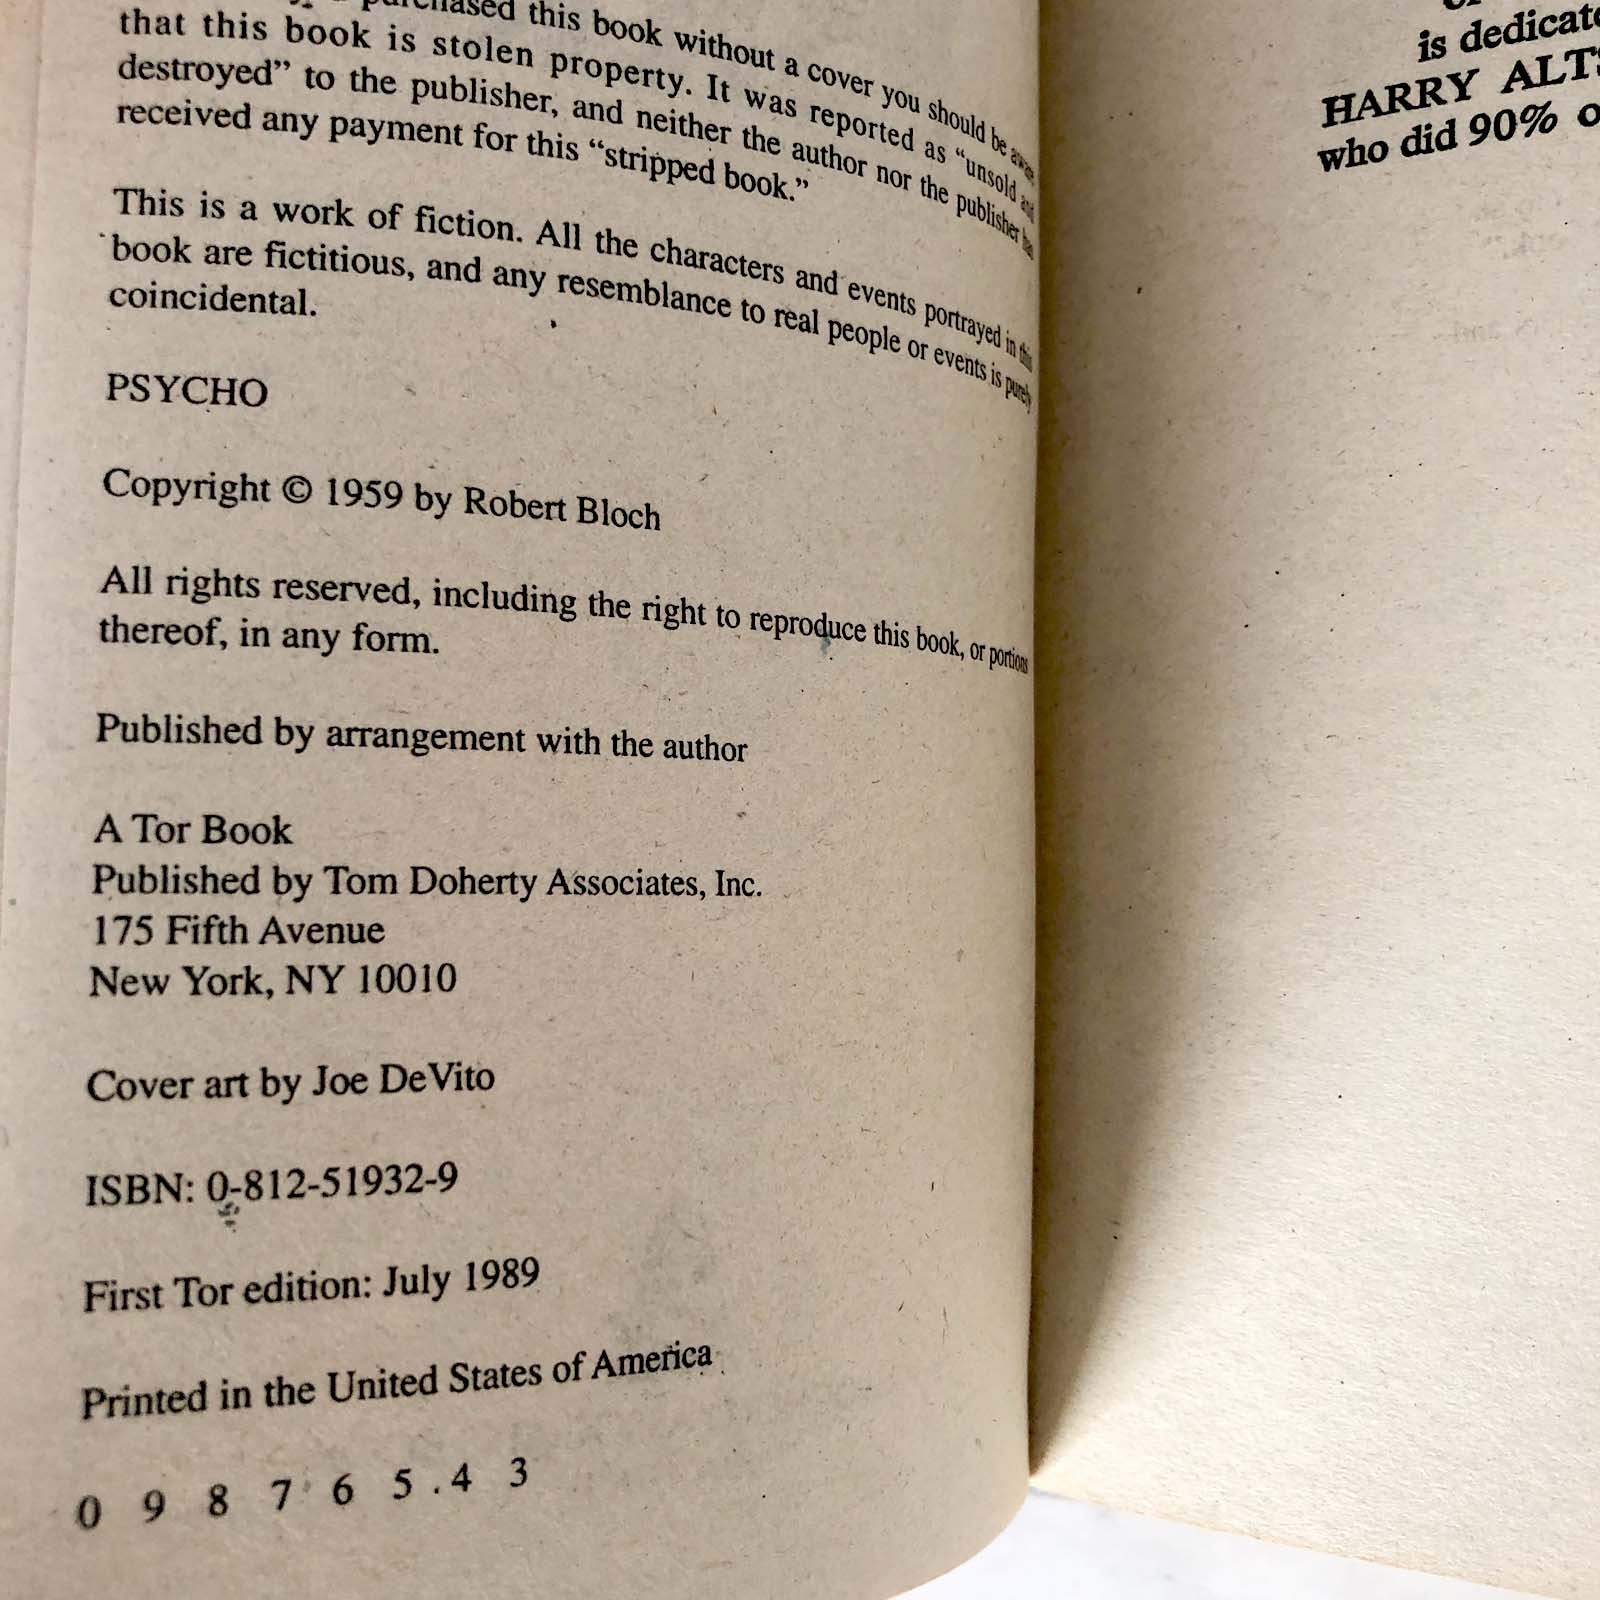 purchased this book without a cover you should be aware
that this book is stolen property. It was reported as “unsold and
destroyed” to the publisher, and neither the author nor the publisher has
received any payment for this “stripped book.”
This is a work of fiction. All the characters and events portrayed in this
book are fictitious, and any resemblance to real people or events is purely
coincidental.
PSYCHO
Copyright © 1959 by Robert Bloch
All rights reserved, including the right to reproduce this book, or portions
thereof, in any form.
Published by arrangement with the author
A Tor Book
Published by Tom Doherty Associates, Inc.
175 Fifth Avenue
New York, NY 10010
Cover art by Joe DeVito
ISBN: 0-812-51932-9
First Tor edition: July 1989
Printed in the United States of America
0 9 8 7 6 5 4 3
is dedicate
HARRY ALTS
who did 90% o